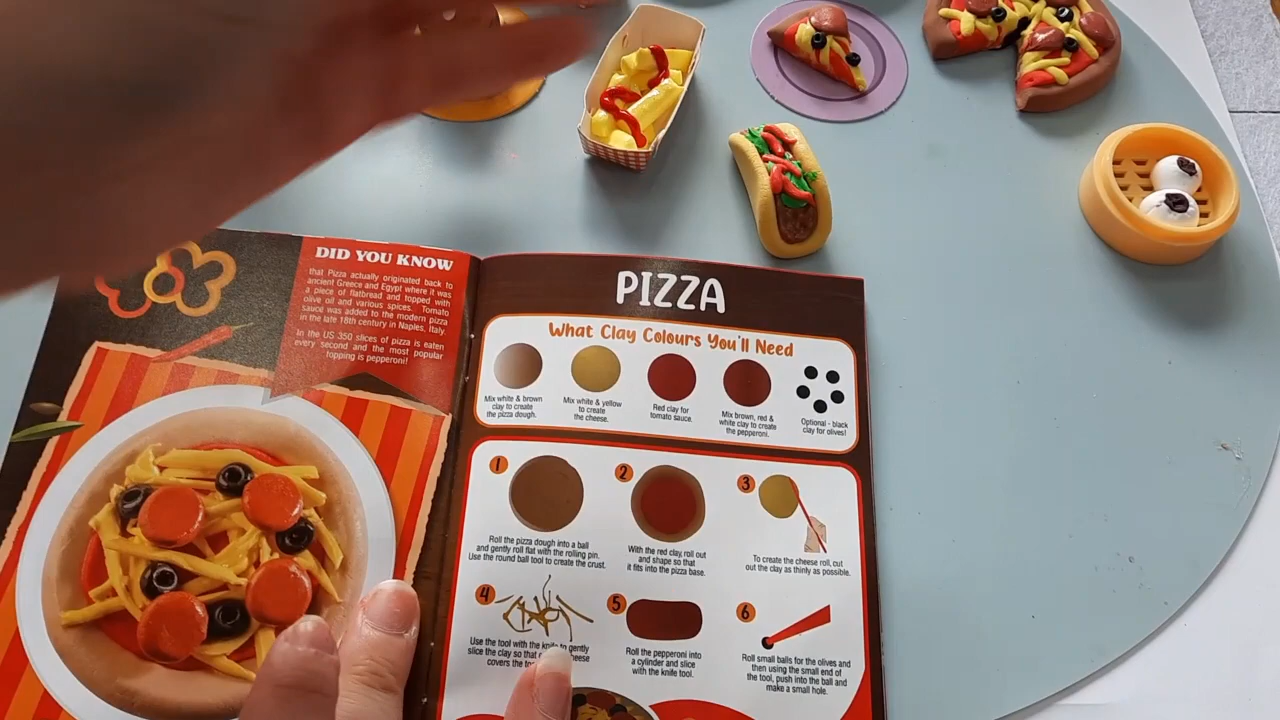 DID YOU KNOW
that Pizza actually originated back to
ancient Greece and Egypt where it was
a piece of flatbread and topped with
olive oil and various spices. Tomato
sauce was added to the modern pizza
in the late 18th century in Naples, Italy.
In the US 350 slices of pizza is eaten
every second and the most popular
topping is pepperoni!
PIZZA
What Clay Colours You'll Need
Mix white & brown
clay to create
the pizza dough.
Mix white & yellow
to create
the cheese.
Red clay for
tomato sauce.
Mix brown, red &
white clay to create
the pepperoni.
Optional - black
clay for olives!
1
Roll the pizza dough into a ball
and gently roll flat with the rolling pin.
Use the round ball tool to create the crust.
2
With the red clay, roll out
and shape so that
it fits into the pizza base.
3
To create the cheese roll, cut
out the clay as thinly as possible.
4
Use the tool with the knife to gently
slice the clay so that cheese
covers the
5
Roll the pepperoni into
a cylinder and slice
with the knife tool.
6
Roll small balls for the olives and
then using the small end of
the tool, push into the ball and
make a small hole.